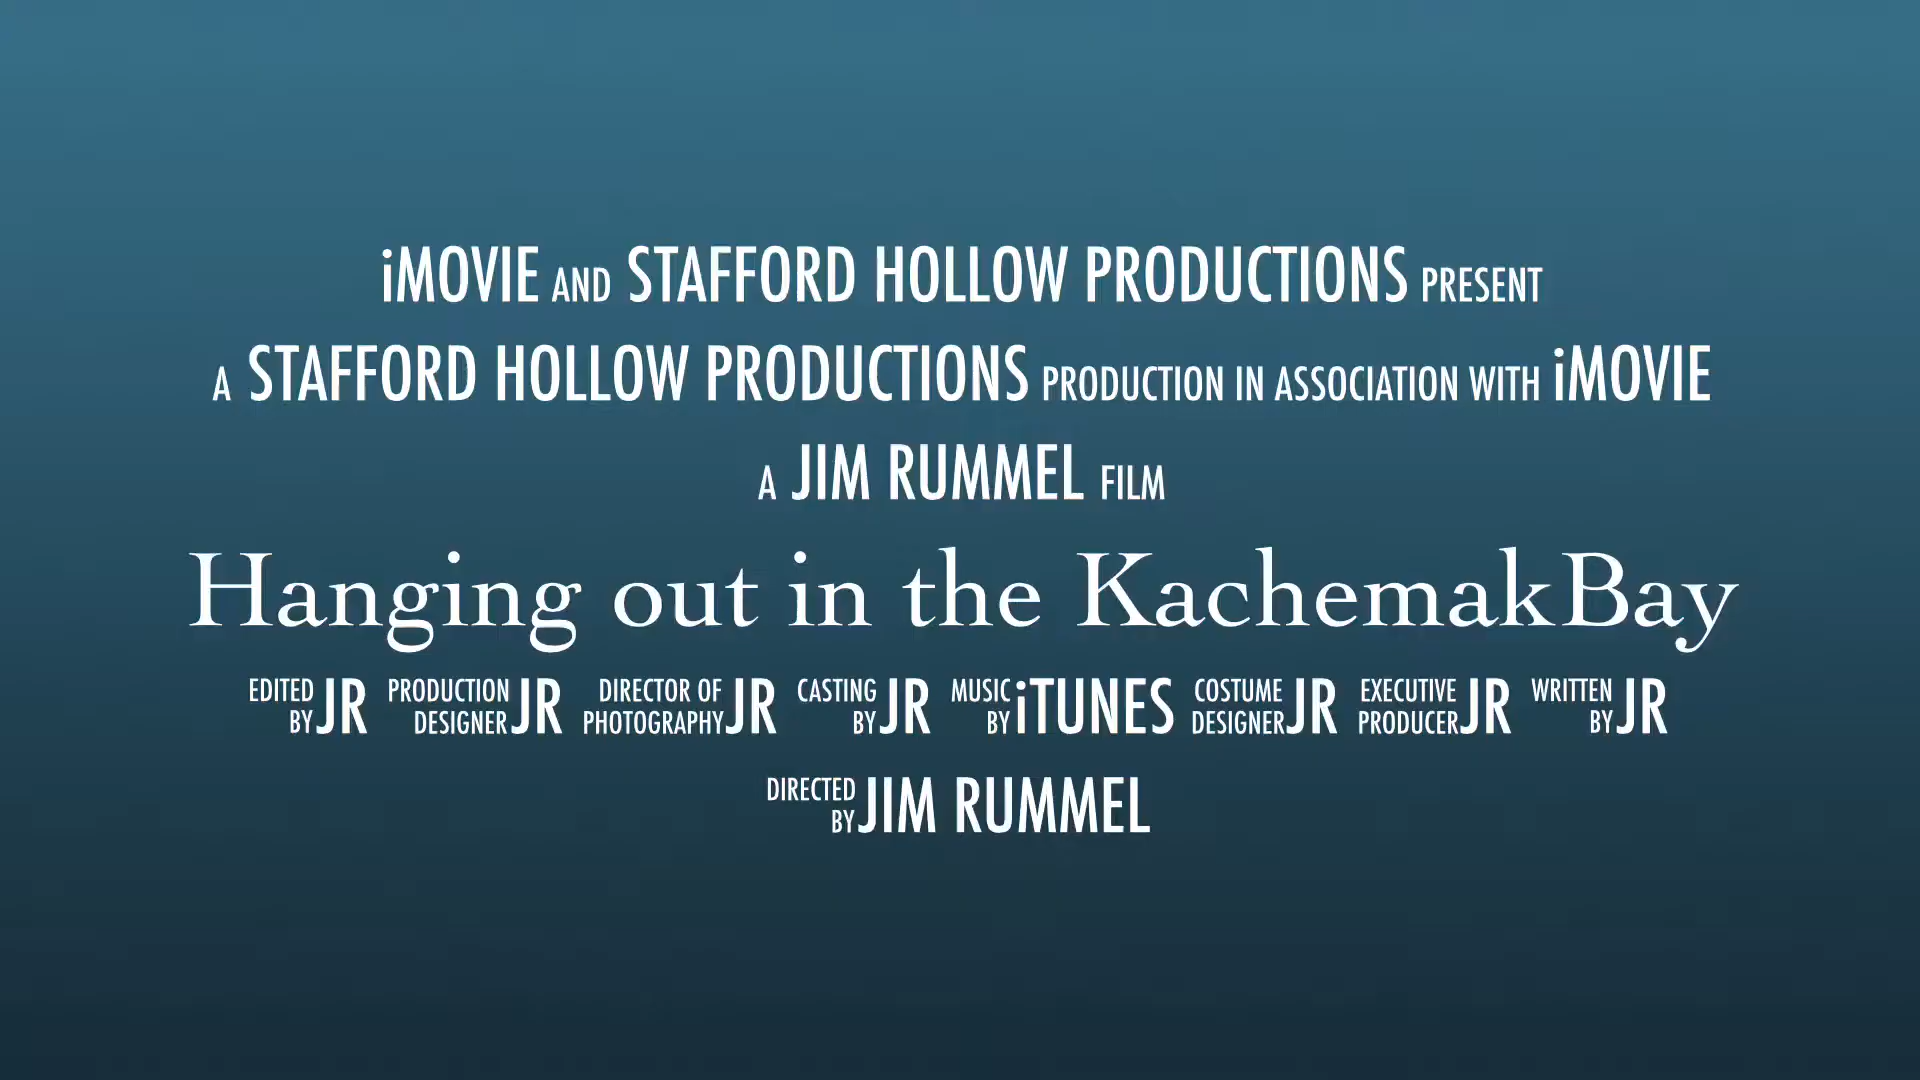 iMOVIE AND STAFFORD HOLLOW PRODUCTIONS PRESENT
A STAFFORD HOLLOW PRODUCTIONS PRODUCTION IN ASSOCIATION WITH iMOVIE
A JIM RUMMEL FILM
Hanging out in the KachemakBay
EDITED BY JR PRODUCTION DESIGNER JR DIRECTOR OF PHOTOGRAPHY JR CASTING BY JR MUSIC BY iTUNES COSTUME DESIGNER JR EXECUTIVE PRODUCER JR WRITTEN BY JR
DIRECTED BY JIM RUMMEL